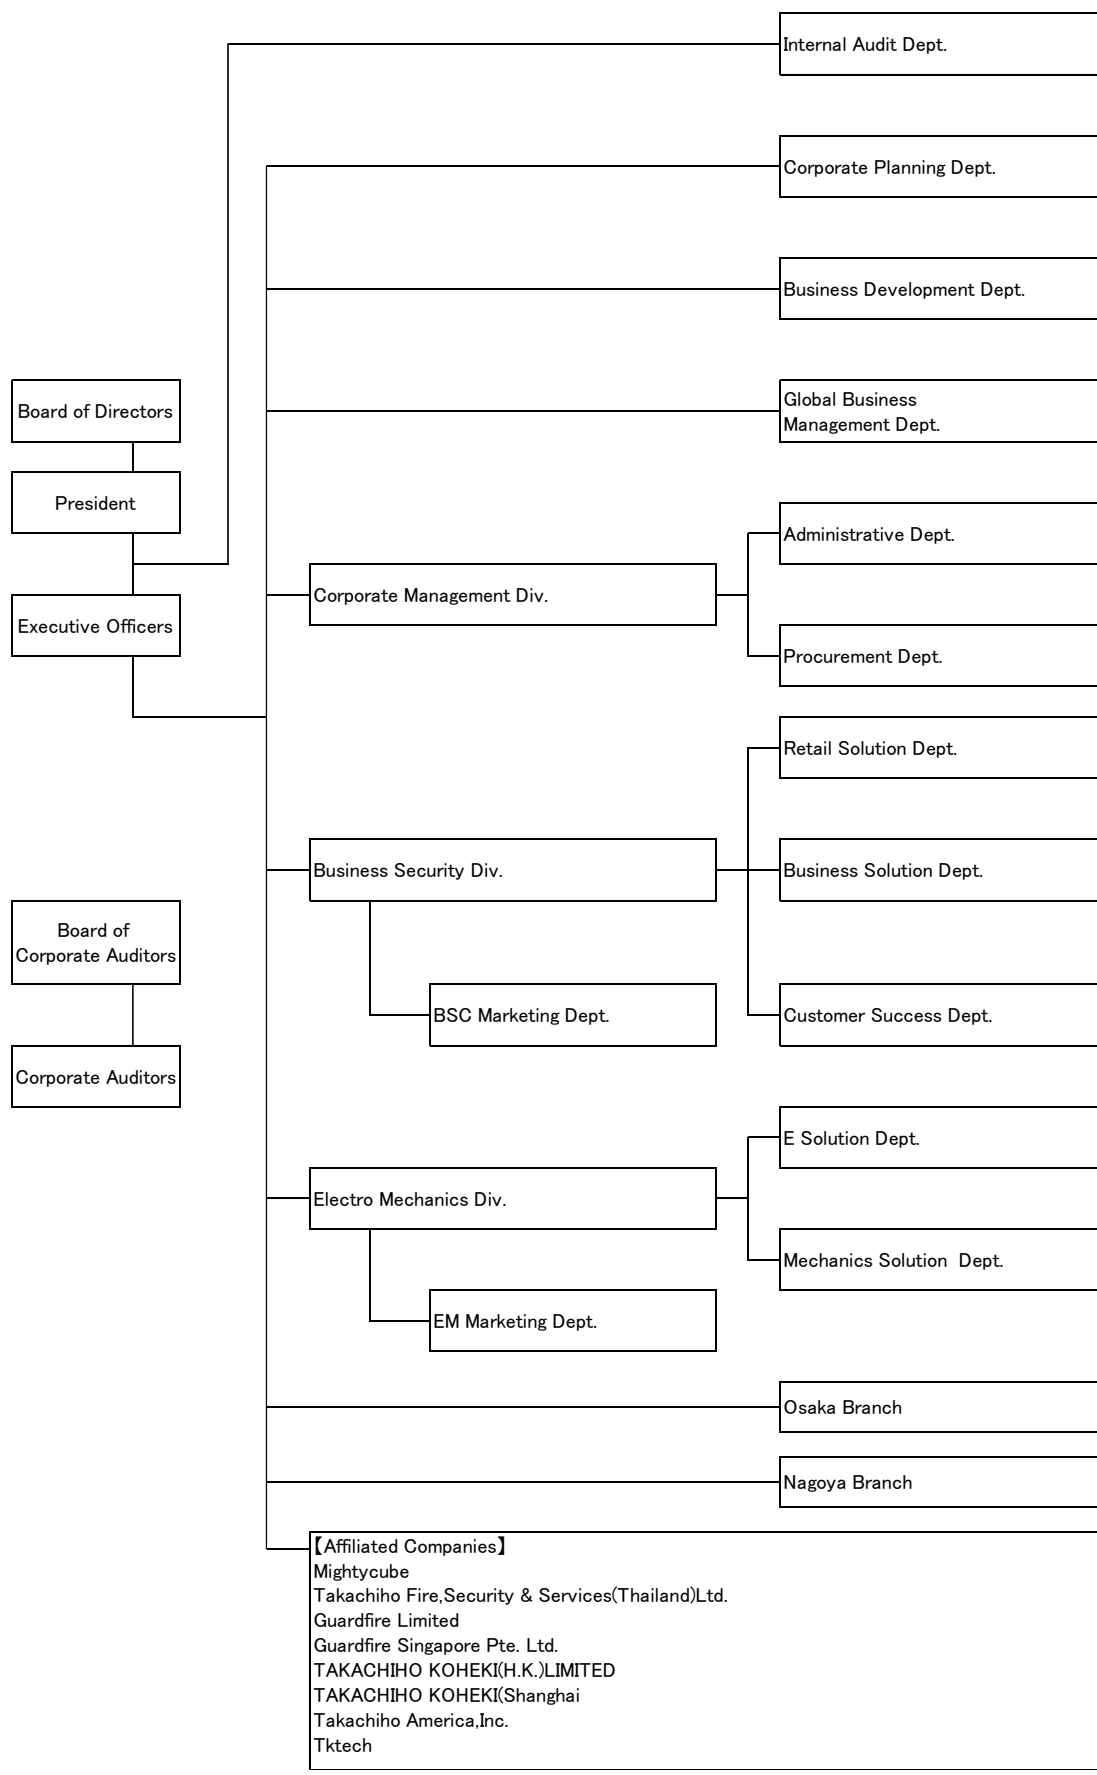 Internal Audit Dept.
Corporate Planning Dept.
Business Development Dept.
Global Business
Management Dept.
Board of Directors
President
Executive Officers
Corporate Management Div.
Administrative Dept.
Procurement Dept.
Retail Solution Dept.
Business Security Div.
Business Solution Dept.
BSC Marketing Dept.
Customer Success Dept.
Board of
Corporate Auditors
Corporate Auditors
E Solution Dept.
Electro Mechanics Div.
Mechanics Solution  Dept.
EM Marketing Dept.
Osaka Branch
Nagoya Branch
【Affiliated Companies】
Mightycube
Takachiho Fire,Security & Services(Thailand)Ltd.
Guardfire Limited
Guardfire Singapore Pte. Ltd.
TAKACHIHO KOHEKI(H.K.)LIMITED
TAKACHIHO KOHEKI(Shanghai
Takachiho America,Inc.
Tktech